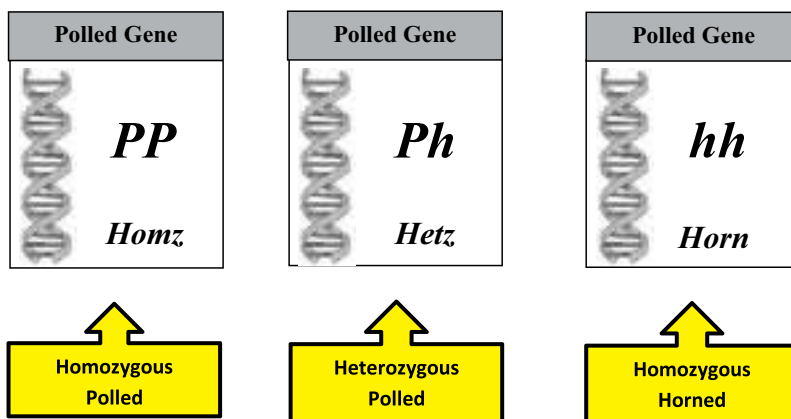 Polled Gene
PP
Homz
Homozygous
Polled
Polled Gene
Ph
Hetz
Heterozygous
Polled
Polled Gene
hh
Horn
Homozygous
Horned